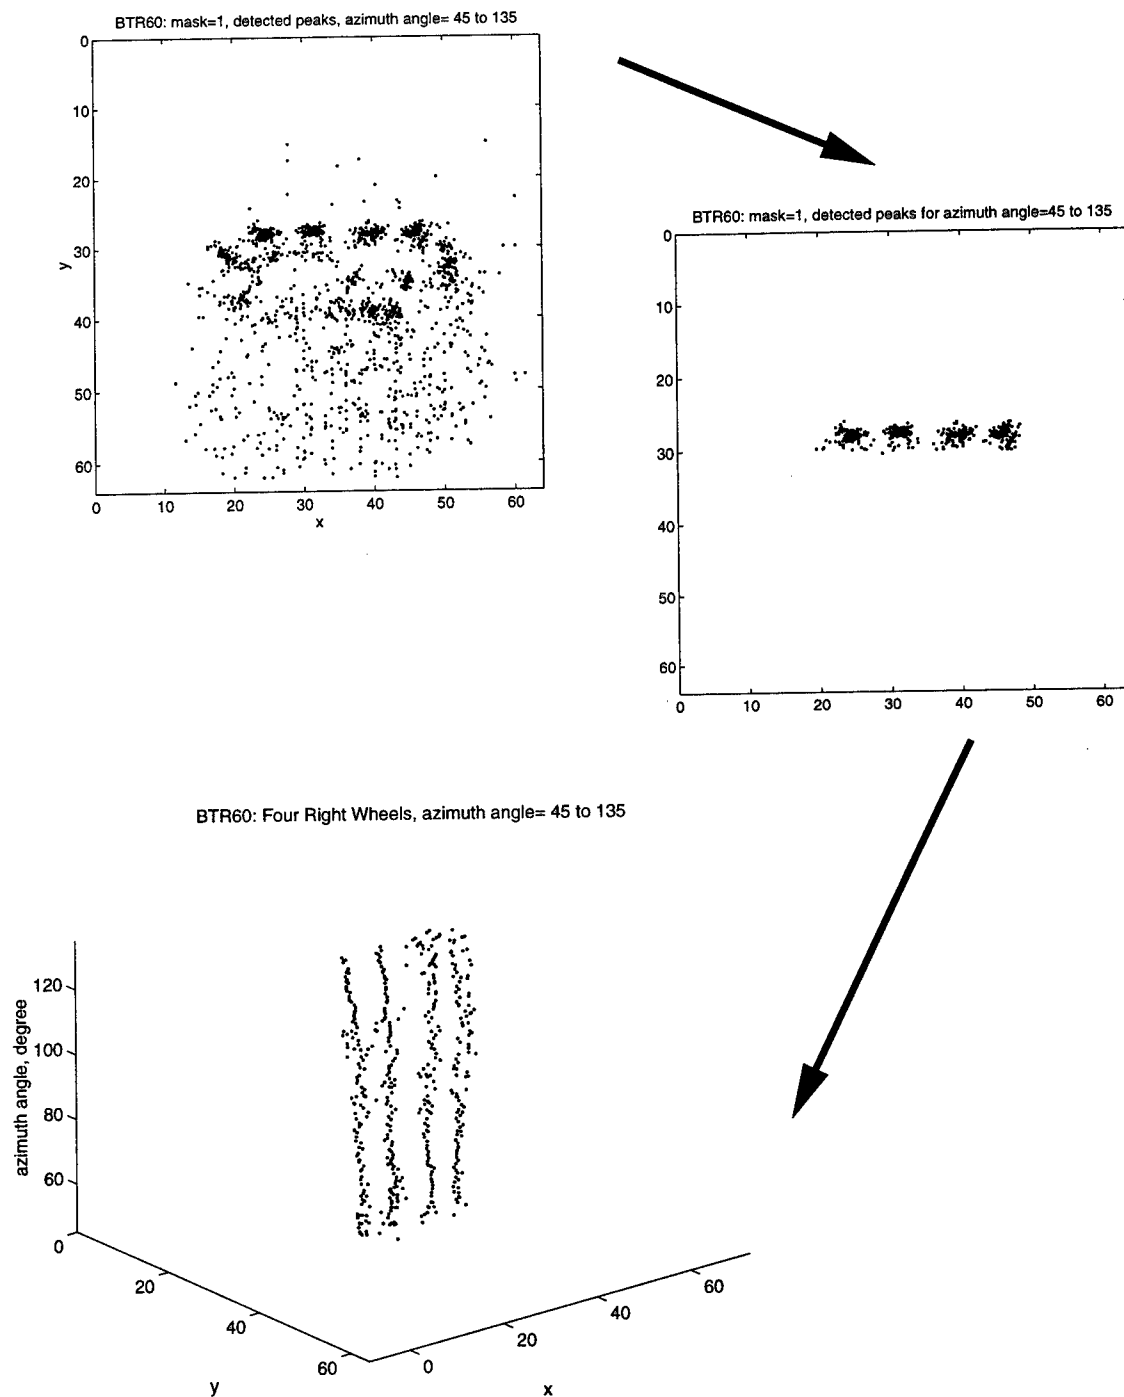 BTR60: mask=1, detected peaks, azimuth angle= 45 to 135
0
10
20
30
40
50
60
y
0 10 20 30 40 50 60
x
BTR60: mask=1, detected peaks for azimuth angle=45 to 135
0
10
20
30
40
50
60
0 10 20 30 40 50 60
BTR60: Four Right Wheels, azimuth angle= 45 to 135
120
100
80
60
azimuth angle, degree
0
20
40
60
y
0
20
40
60
x